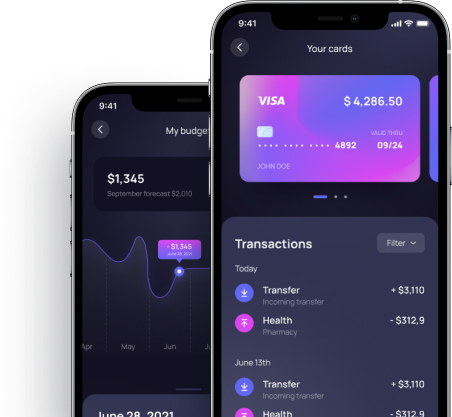 9:41
My budge
$1,345
September forecast $2,010
- $1,345
June 28, 2021
Apr
May
Jun
June 28, 2021
9:41
Your cards
VISA
$ 4,286.50
VALID THRU
•••• •••• 4892
09/24
JOHN DOE
Transactions
Filter
Today
Transfer
+ $3,110
Incoming transfer
Health
- $312,9
Pharmacy
June 13th
Transfer
+ $3,110
Incoming transfer
Health
- $312,9